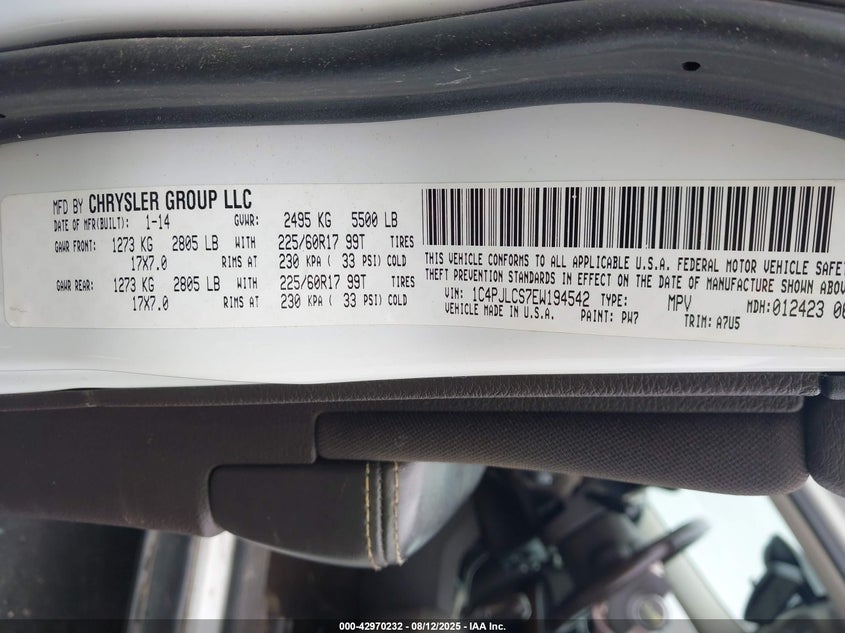 MFD BY CHRYSLER GROUP LLC
DATE OF MFR(BUILT): 1-14 GVWR: 2495 KG 5500 LB
GAWR FRONT: 1273 KG 2805 LB WITH 225/60R17 99T TIRES
17X7.0 RIMS AT 230 KPA ( 33 PSI) COLD
GAWR REAR: 1273 KG 2805 LB WITH 225/60R17 99T TIRES
17X7.0 RIMS AT 230 KPA ( 33 PSI) COLD
THIS VEHICLE CONFORMS TO ALL APPLICABLE U.S.A. FEDERAL MOTOR VEHICLE SAFET
THEFT PREVENTION STANDARDS IN EFFECT ON THE DATE OF MANUFACTURE SHOWN ABOV
VIN: 1C4PJLCS7EW194542 TYPE: MPV MDH:012423 
VEHICLE MADE IN U.S.A. PAINT: PW7 TRIM: A7U5
000-42970232 - 08/12/2025 - IAA Inc.